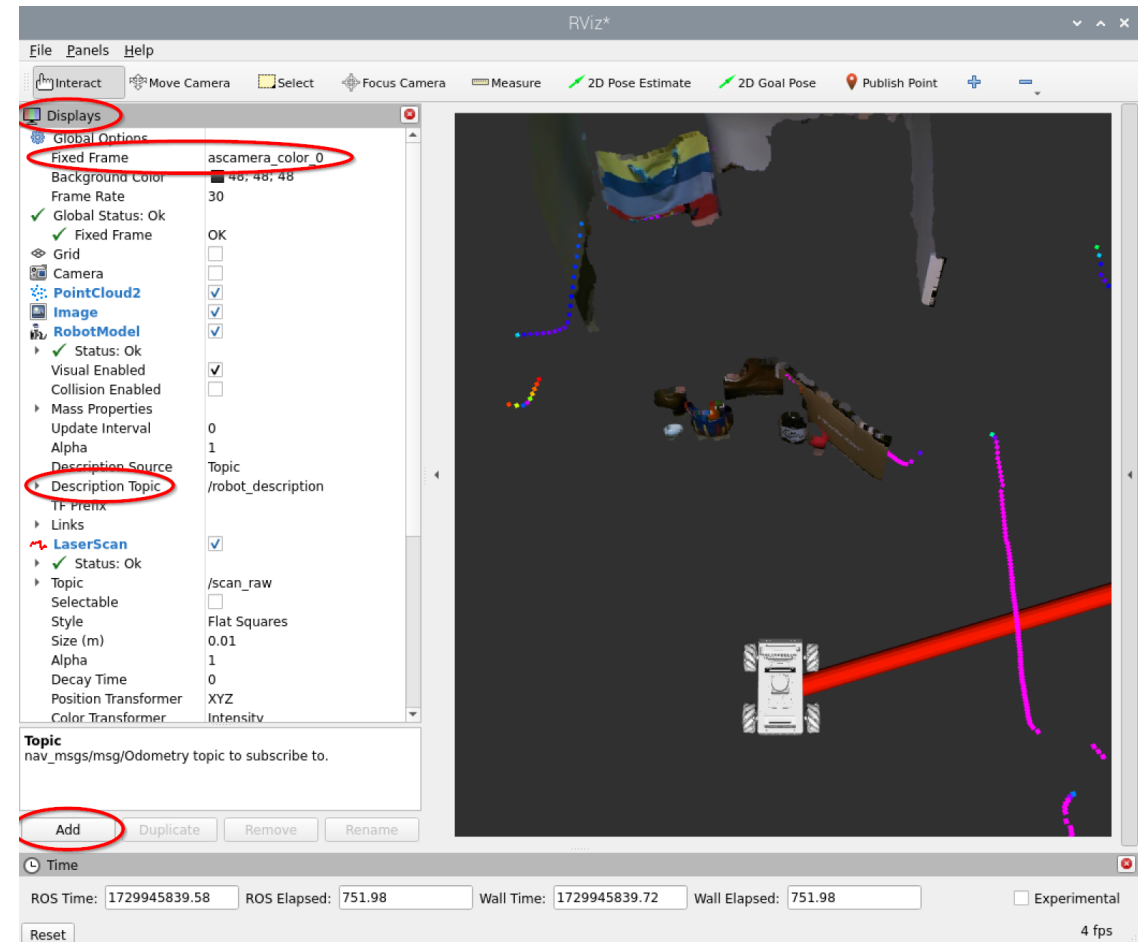 RViz*
File Panels Help
Interact Move Camera Select Focus Camera Measure 2D Pose Estimate 2D Goal Pose Publish Point
Displays
Global Options
Fixed Frame ascamera_color_0
Background Color 48; 48; 48
Frame Rate 30
Global Status: Ok
Fixed Frame OK
Grid
Camera
PointCloud2
Image
RobotModel
Status: Ok
Visual Enabled
Collision Enabled
Mass Properties
Update Interval 0
Alpha 1
Description Source Topic
Description Topic /robot_description
TF Prefix
Links
LaserScan
Status: Ok
Topic /scan_raw
Selectable
Style Flat Squares
Size (m) 0.01
Alpha 1
Decay Time 0
Position Transformer XYZ
Color Transformer Intensity
Topic
nav_msgs/msg/Odometry topic to subscribe to.
Add Duplicate Remove Rename
Time
ROS Time: 1729945839.58 ROS Elapsed: 751.98 Wall Time: 1729945839.72 Wall Elapsed: 751.98 Experimental
Reset 4 fps